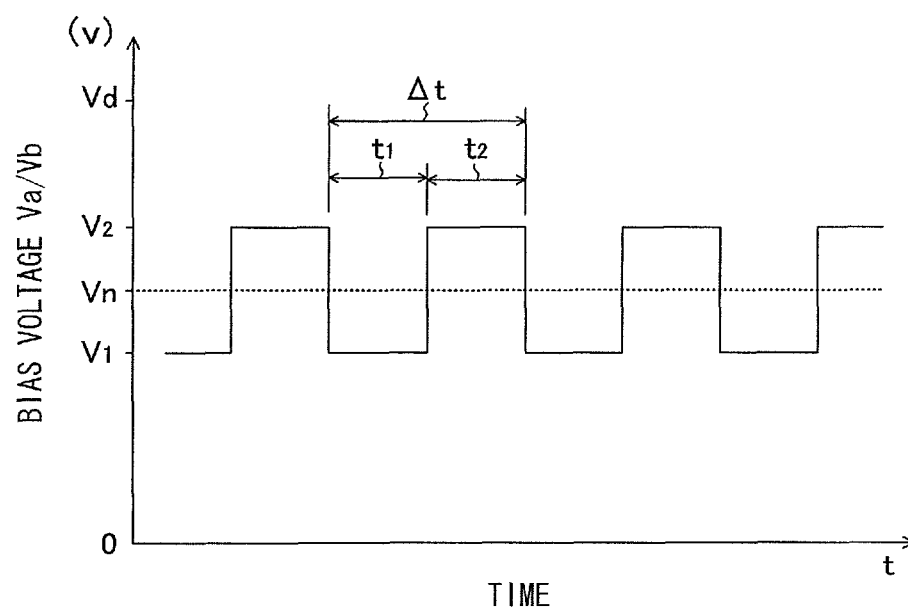 (v)
Vd
Δt
t1
t2
V2
Vn
V1
0
t
BIAS VOLTAGE Va/Vb
TIME